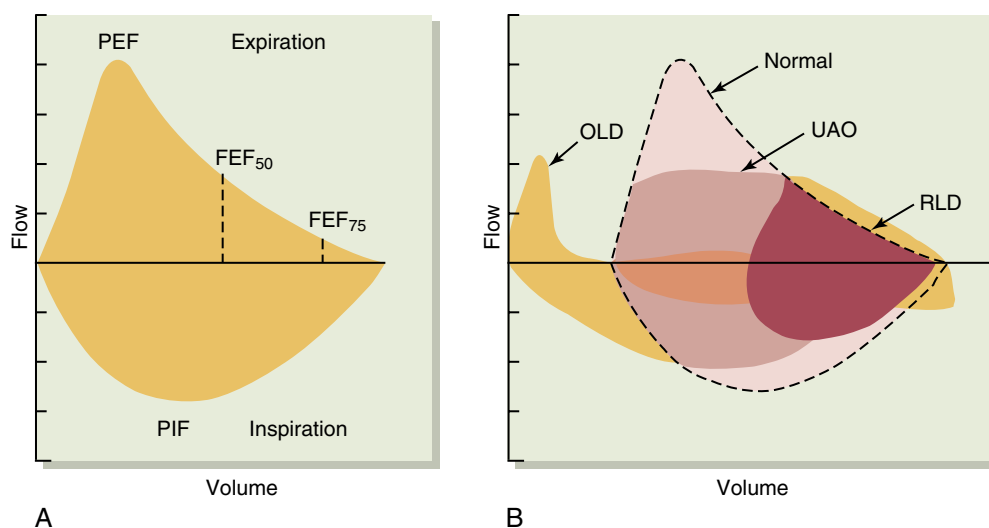 PEF
Expiration
FEF50
FEF75
Flow
PIF
Inspiration
Volume
A
Normal
OLD
UAO
RLD
Flow
Volume
B